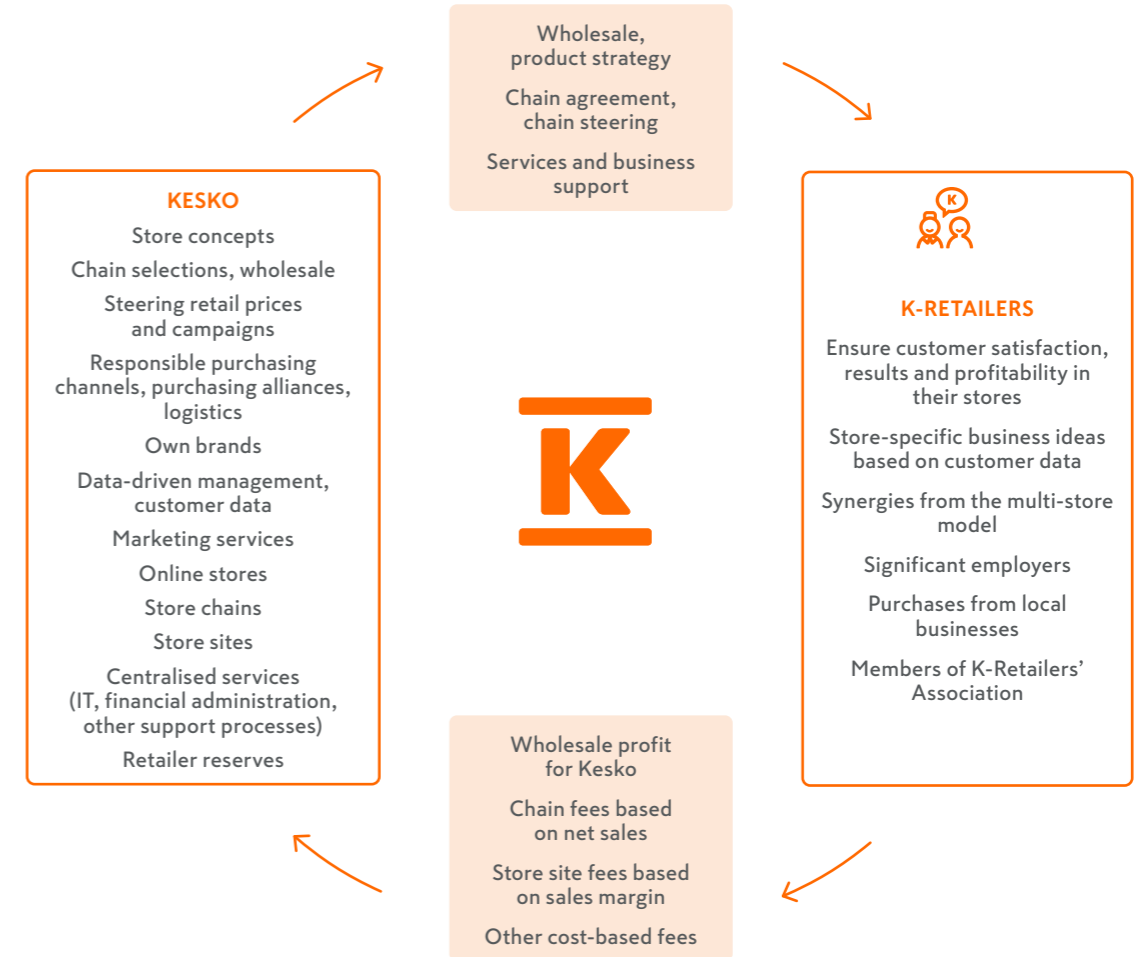 Wholesale,
product strategy
Chain agreement,
chain steering
Services and business
support
KESKO
Store concepts
Chain selections, wholesale
Steering retail prices
and campaigns
Responsible purchasing
channels, purchasing alliances,
logistics
Own brands
Data-driven management,
customer data
Marketing services
Online stores
Store chains
Store sites
Centralised services
(IT, financial administration,
other support processes)
Retailer reserves
K
K
K-RETAILERS
Ensure customer satisfaction,
results and profitability in
their stores
Store-specific business ideas
based on customer data
Synergies from the multi-store
model
Significant employers
Purchases from local
businesses
Members of K-Retailers’
Association
Wholesale profit
for Kesko
Chain fees based
on net sales
Store site fees based
on sales margin
Other cost-based fees